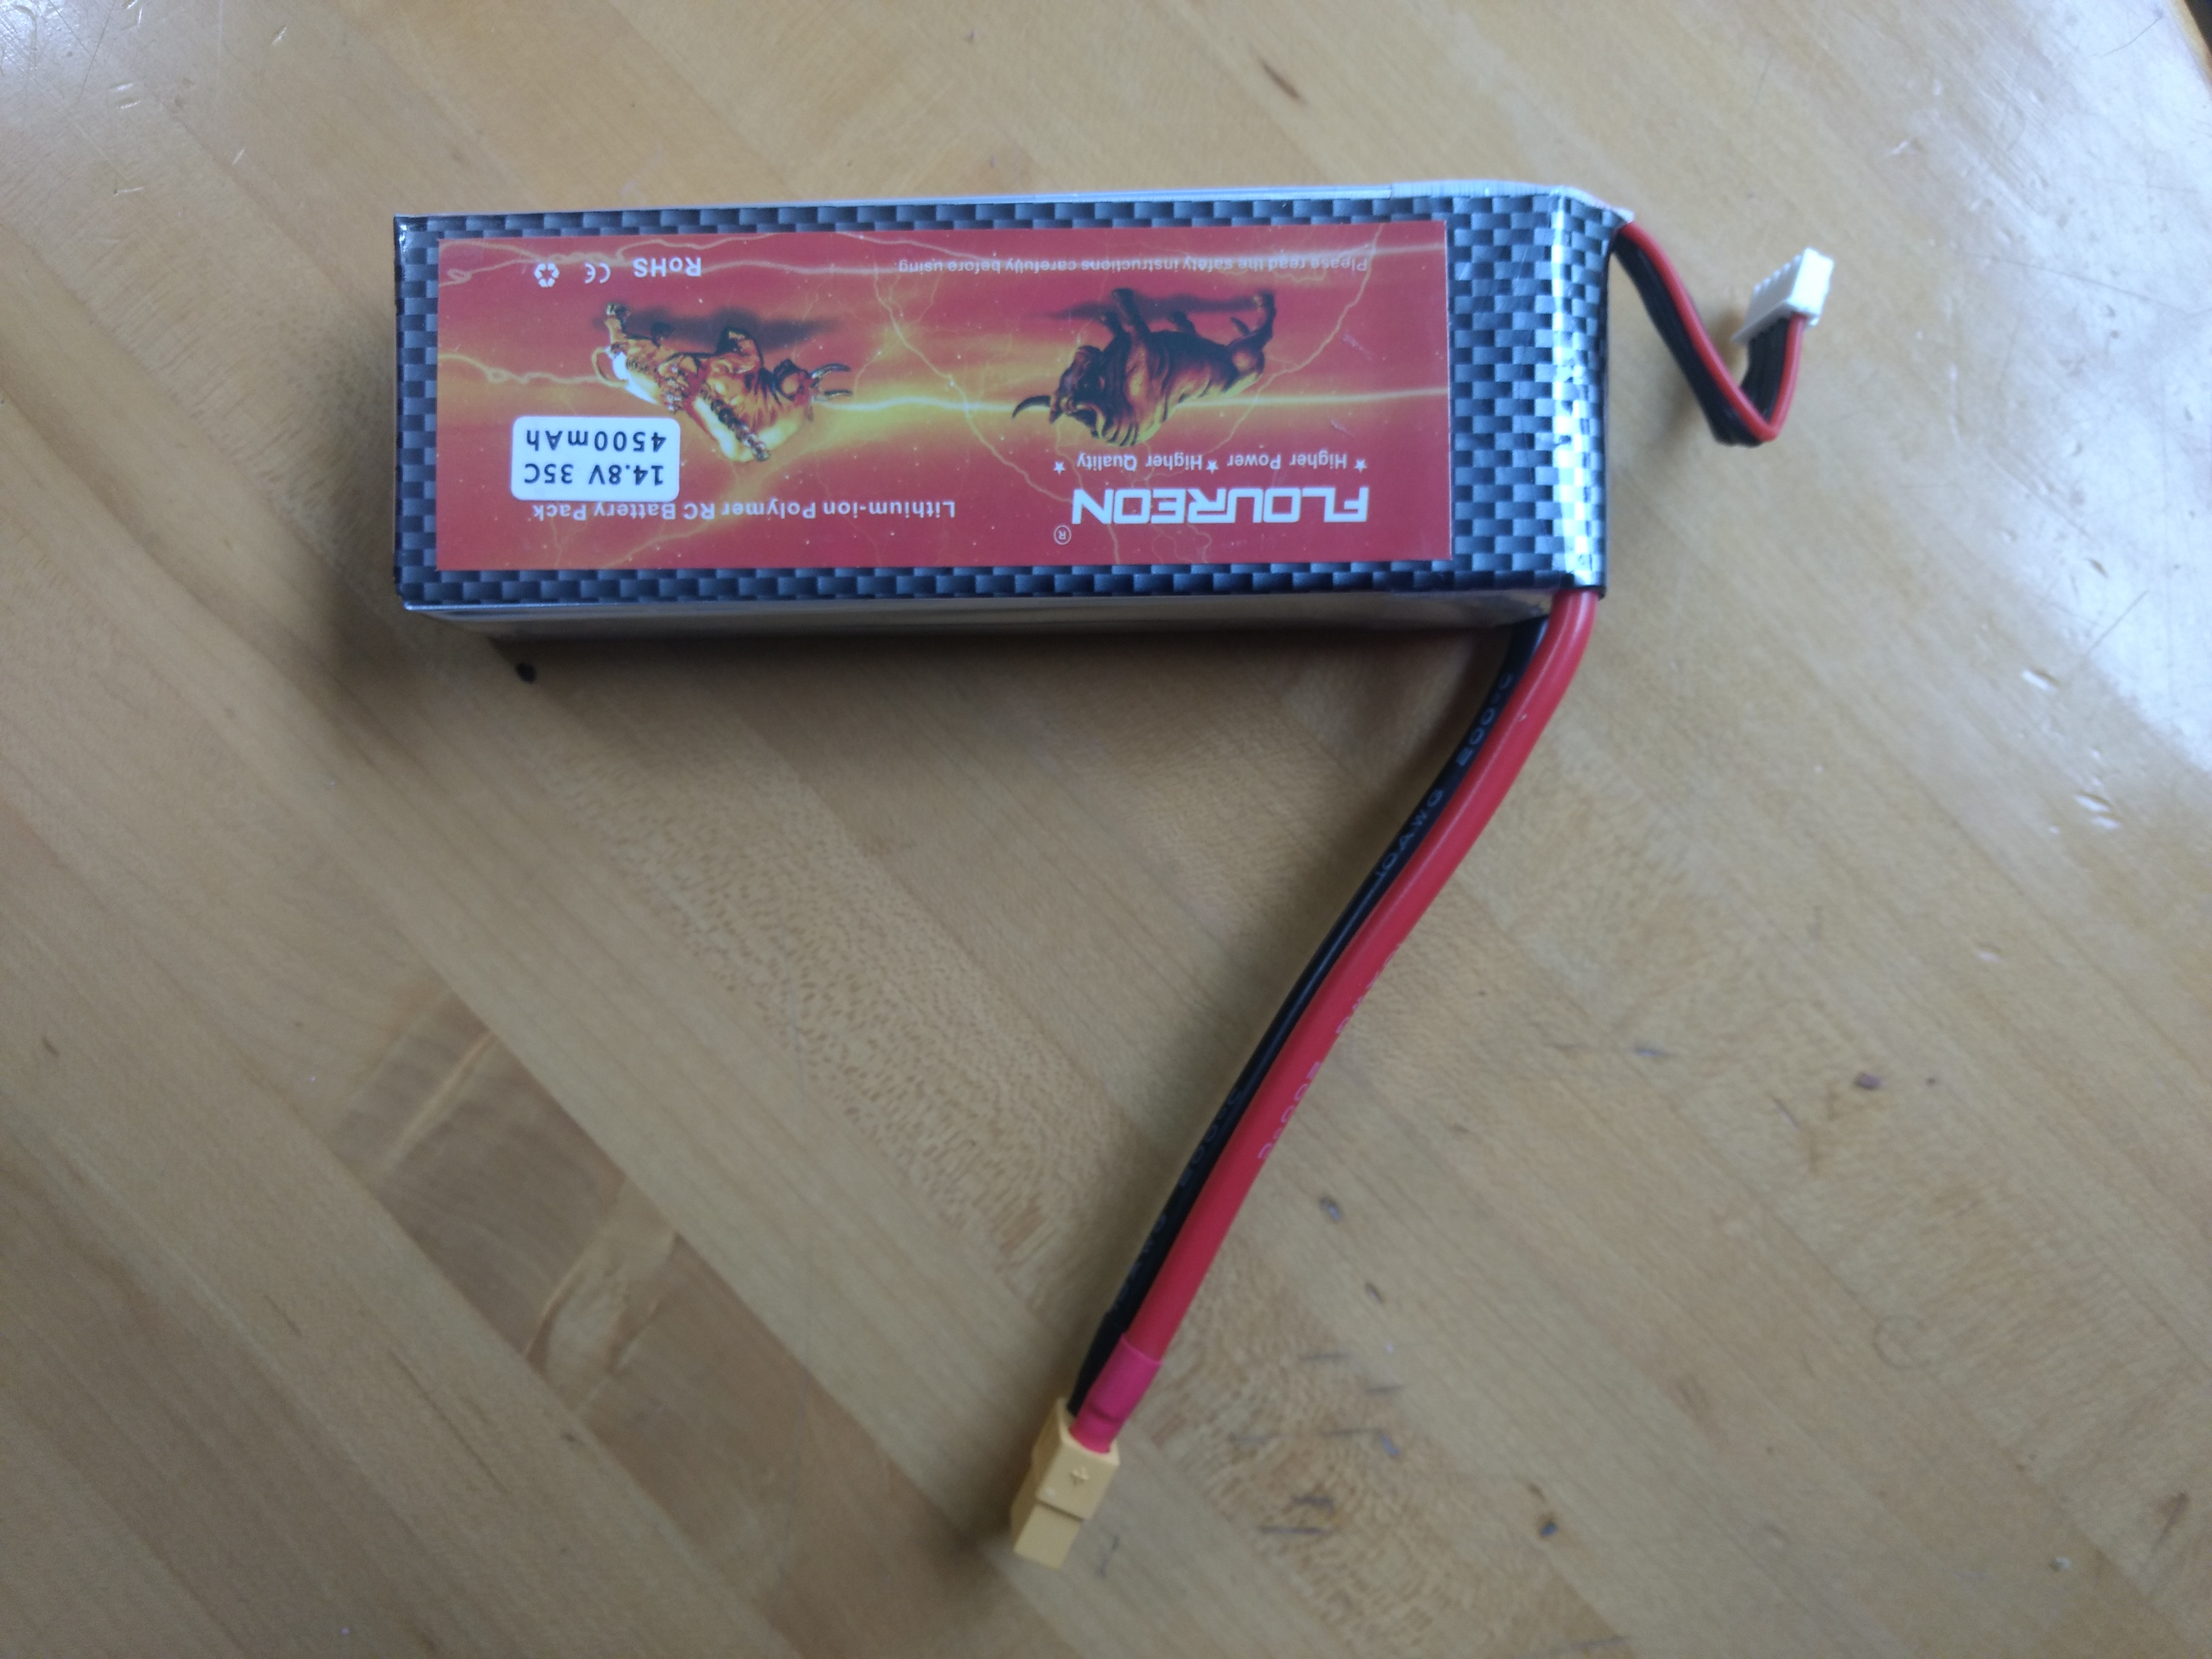 FLOUREON®
★ Higher Power ★ Higher Quality ★
Lithium-ion Polymer RC Battery Pack
14.8V 35C
4500mAh
Please read the safety instructions carefully before using.
RoHS CE
10AWG 200°C
200°C
+